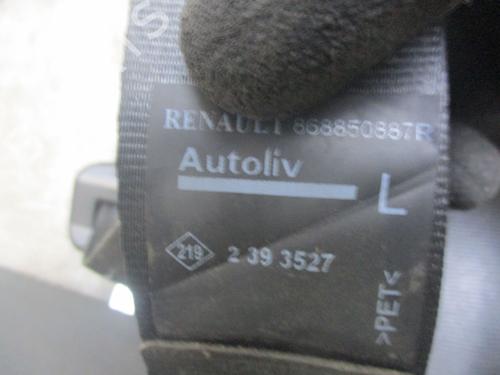 RENAULT 868850887R
Autoliv
L
219 2 39 3527
>PET<